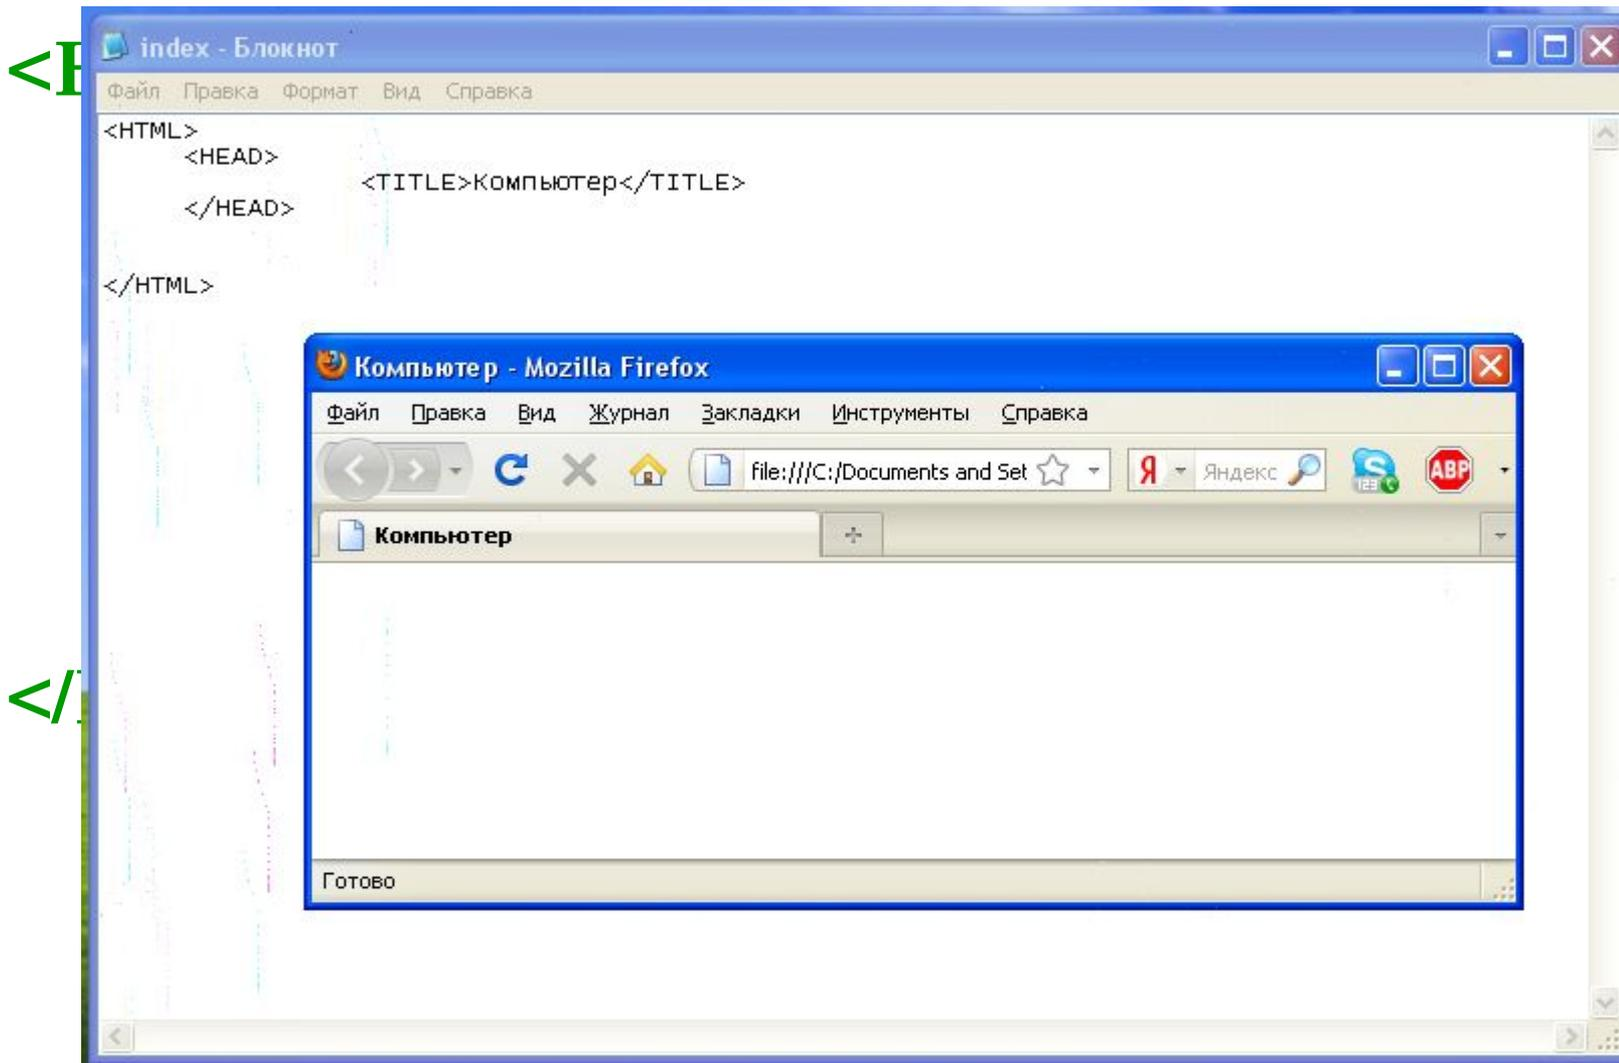 index - Блокнот
Файл Правка Формат Вид Справка
<HTML>
<HEAD>
<TITLE>Компьютер</TITLE>
</HEAD>
</HTML>
Компьютер - Mozilla Firefox
Файл Правка Вид Журнал Закладки Инструменты Справка
file:///C:/Documents and Set Я Яндекс S 123 ABP
Компьютер
Готово